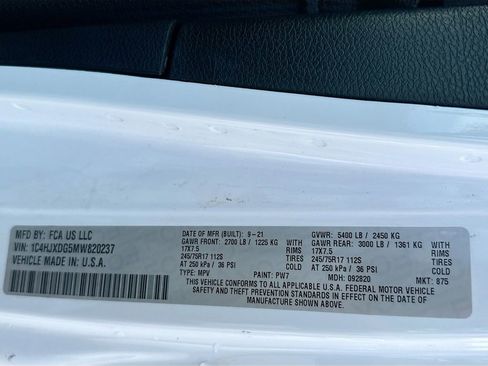 MFD BY: FCA US LLC
VIN: 1C4HJXDG5MW820237
VEHICLE MADE IN: U.S.A.
DATE OF MFR (BUILT): 9-21 GVWR: 5400 LB / 2450 KG
GAWR FRONT: 2700 LB / 1225 KG WITH GAWR REAR: 3000 LB / 1361 KG WITH
17X7.5 RIMS 17X7.5 RIMS
245/75R17 112S 245/75R17 112S
AT 250 kPa / 36 PSI AT 250 kPa / 36 PSI
TYPE: MPV PAINT: PW7 MDH: 092820 MKT: 875
THIS VEHICLE CONFORMS TO ALL APPLICABLE U.S.A. FEDERAL MOTOR VEHICLE
SAFETY AND THEFT PREVENTION STANDARDS IN EFFECT ON THE DATE OF
MANUFACTURE SHOWN ABOVE.